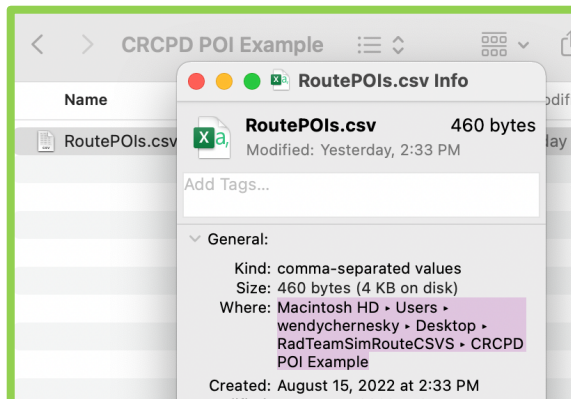 CRCPD POI Example
RoutePOIs.csv Info
Name
RoutePOIs.csv
RoutePOIs.csv 460 bytes
Modified: Yesterday, 2:33 PM
Add Tags...
General:
Kind: comma-separated values
Size: 460 bytes (4 KB on disk)
Where: Macintosh HD ▸ Users ▸
wendychernesky ▸ Desktop ▸
RadTeamSimRouteCSVS ▸ CRCPD
POI Example
Created: August 15, 2022 at 2:33 PM